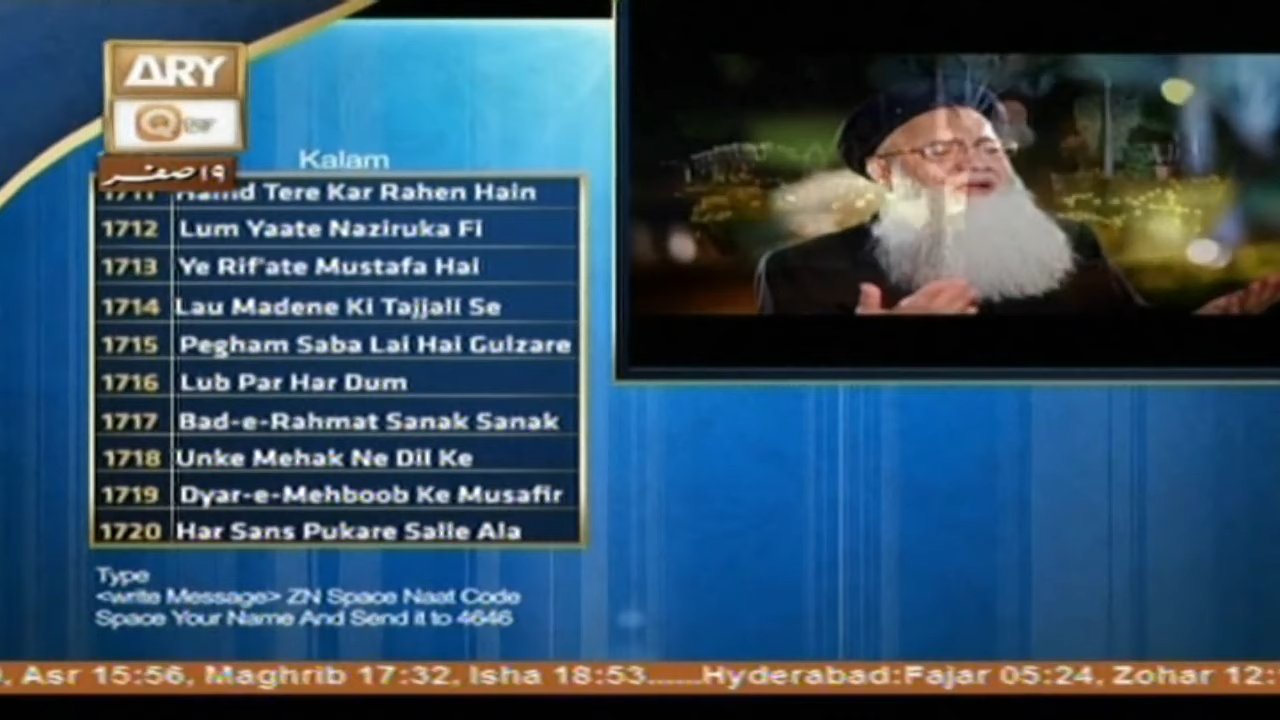 ARY
Q
۱۹ صفر
Kalam
Tere Kar Rahen Hain
1712 Lum Yaate Naziruka Fi
1713 Ye Rif'ate Mustafa Hai
1714 Lau Madene Ki Tajjali Se
1715 Pegham Saba Lai Hai Gulzare
1716 Lub Par Har Dum
1717 Bad-e-Rahmat Sanak Sanak
1718 Unke Mehak Ne Dil Ke
1719 Dyar-e-Mehboob Ke Musafir
1720 Har Sans Pukare Salle Ala
Type
<write Message> ZN Space Naat Code
Space Your Name And Send it to 4646
, Asr 15:56, Maghrib 17:32, Isha 18:53......Hyderabad:Fajar 05:24, Zohar 12: